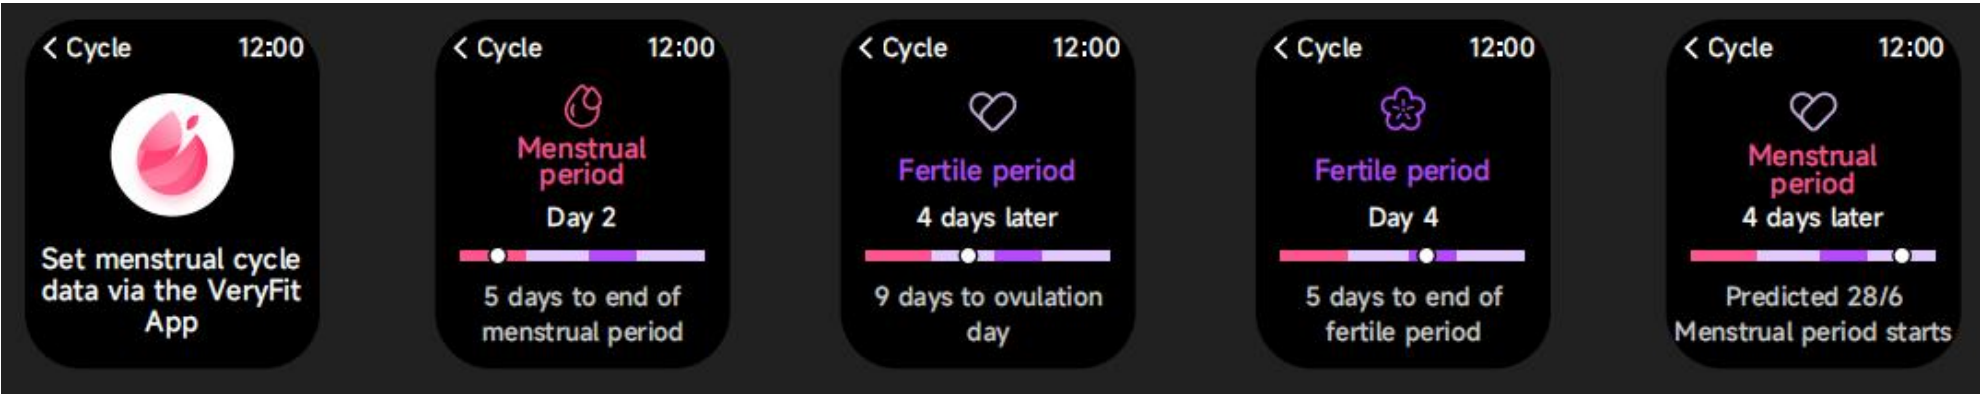 < Cycle 12:00
Set menstrual cycle
data via the VeryFit
App
< Cycle 12:00
Menstrual
period
Day 2
5 days to end of
menstrual period
< Cycle 12:00
Fertile period
4 days later
9 days to ovulation
day
< Cycle 12:00
Fertile period
Day 4
5 days to end of
fertile period
< Cycle 12:00
Menstrual
period
4 days later
Predicted 28/6
Menstrual period starts